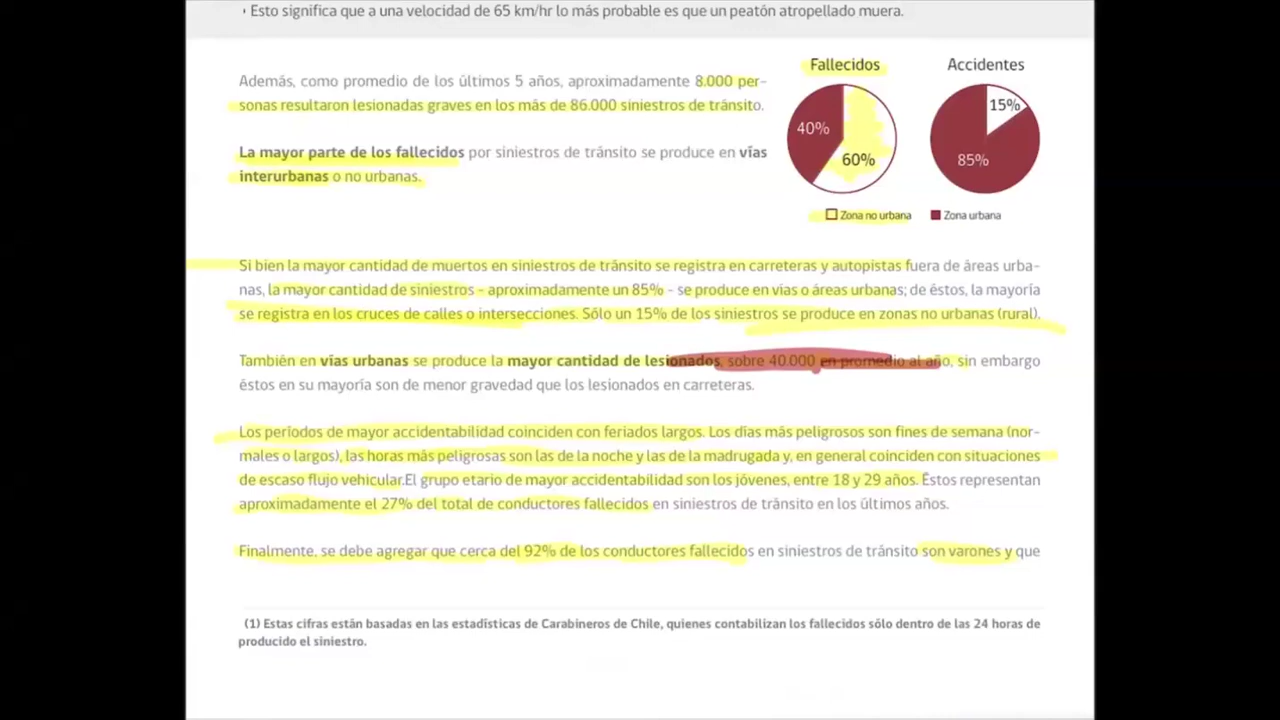 • Esto significa que a una velocidad de 65 km/hr lo más probable es que un peatón atropellado muera.
Además, como promedio de los últimos 5 años, aproximadamente 8.000 per-
sonas resultaron lesionadas graves en los más de 86.000 siniestros de tránsito.
La mayor parte de los fallecidos por siniestros de tránsito se produce en vías
interurbanas o no urbanas.
Fallecidos
40%
60%
Accidentes
15%
85%
Zona no urbana
Zona urbana
Si bien la mayor cantidad de muertos en siniestros de tránsito se registra en carreteras y autopistas fuera de áreas urba-
nas, la mayor cantidad de siniestros - aproximadamente un 85% - se produce en vías o áreas urbanas; de éstos, la mayoría
se registra en los cruces de calles o intersecciones. Sólo un 15% de los siniestros se produce en zonas no urbanas (rural).
También en vías urbanas se produce la mayor cantidad de lesionados, sobre 40.000 en promedio al año, sin embargo
éstos en su mayoría son de menor gravedad que los lesionados en carreteras.
Los períodos de mayor accidentabilidad coinciden con feriados largos. Los días más peligrosos son fines de semana (nor-
males o largos), las horas más peligrosas son las de la noche y las de la madrugada y, en general coinciden con situaciones
de escaso flujo vehicular.El grupo etario de mayor accidentabilidad son los jóvenes, entre 18 y 29 años. Éstos representan
aproximadamente el 27% del total de conductores fallecidos en siniestros de tránsito en los últimos años.
Finalmente, se debe agregar que cerca del 92% de los conductores fallecidos en siniestros de tránsito son varones y que
(1) Estas cifras están basadas en las estadísticas de Carabineros de Chile, quienes contabilizan los fallecidos sólo dentro de las 24 horas de
producido el siniestro.